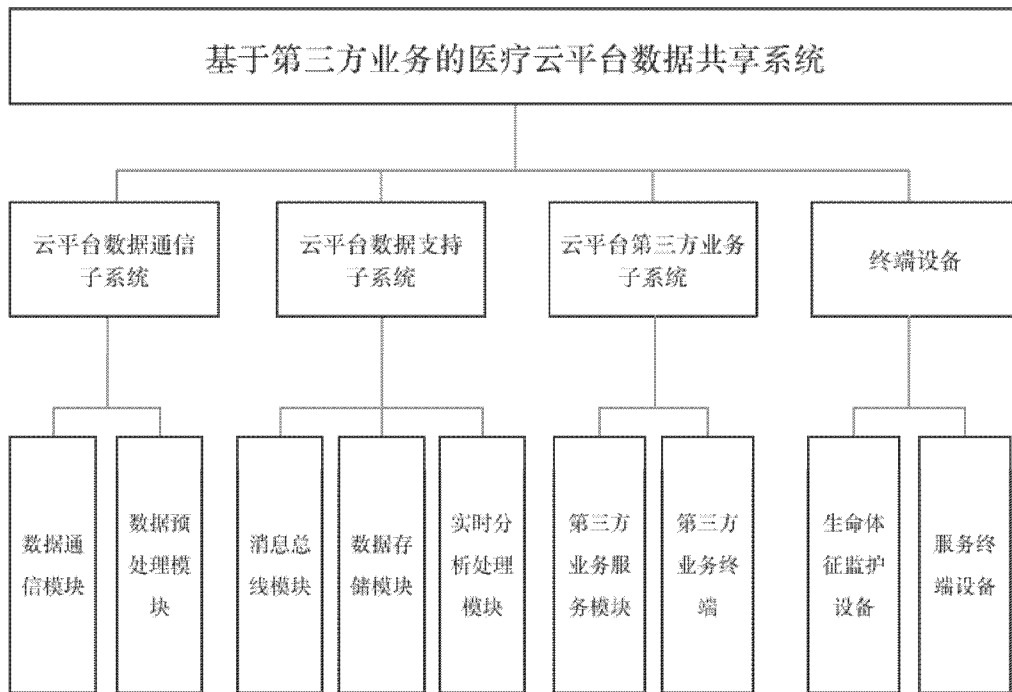 基于第三方业务的医疗云平台数据共享系统
云平台数据通信
子系统
云平台数据支持
子系统
云平台第三方业务
子系统
终端设备
数据通
信模块
数据预
处理模
块
消息总
线模块
数据存
储模块
实时分
析处理
模块
第三方
业务服
务模块
第三方
业务终
端
生命体
征监护
设备
服务终
端设备